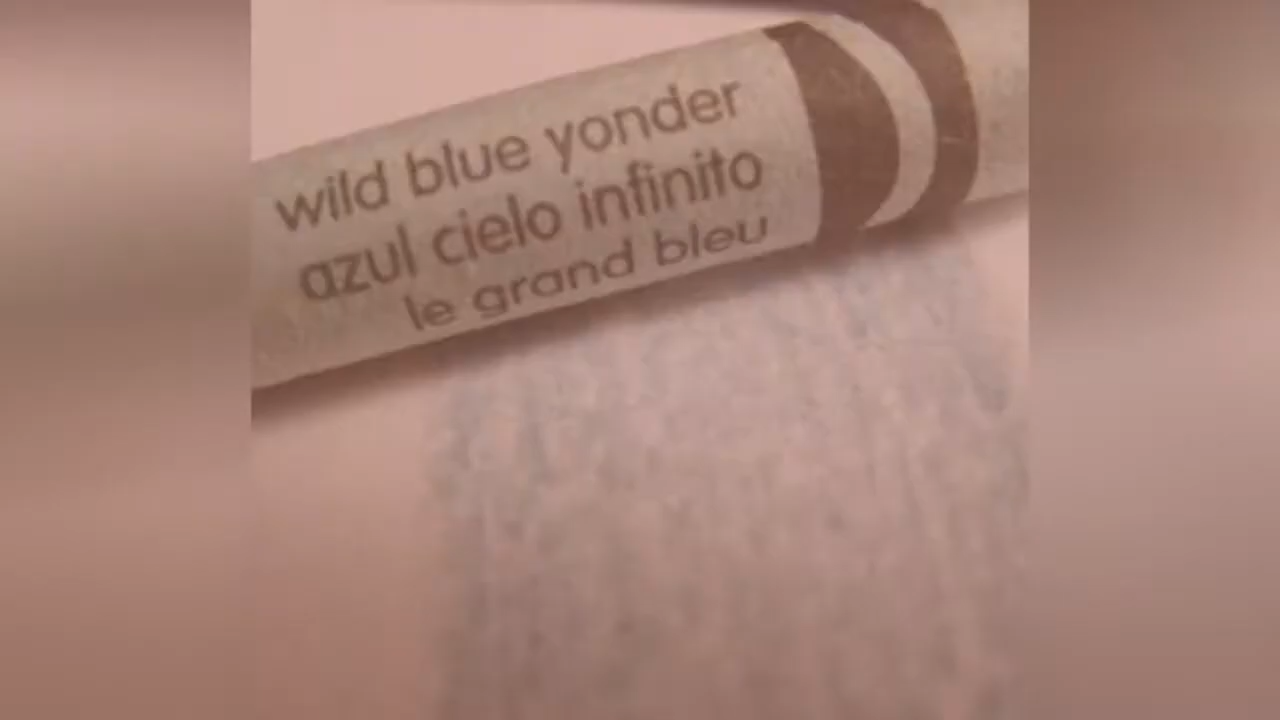 wild blue yonder
azul cielo infinito
le grand bleu